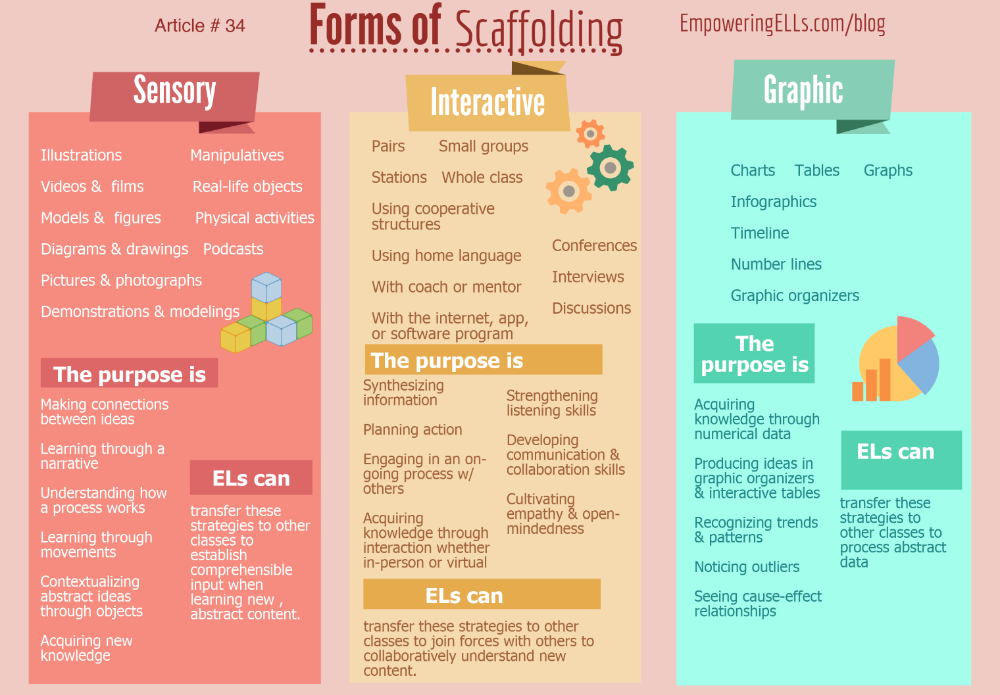 Article # 34
Forms of Scaffolding
EmpoweringELLs.com/blog
Sensory
Illustrations
Manipulatives
Videos & films
Real-life objects
Models & figures
Physical activities
Diagrams & drawings
Podcasts
Pictures & photographs
Demonstrations & modelings
The purpose is
Making connections
between ideas
Learning through a
narrative
Understanding how
a process works
Learning through
movements
Contextualizing
abstract ideas
through objects
Acquiring new
knowledge
ELs can
transfer these
strategies to other
classes to
establish
comprehensible
input when
learning new ,
abstract content.
Interactive
Pairs
Small groups
Stations
Whole class
Using cooperative
structures
Using home language
With coach or mentor
With the internet, app,
or software program
Conferences
Interviews
Discussions
The purpose is
Synthesizing
information
Planning action
Engaging in an on-
going process w/
others
Acquiring
knowledge through
interaction whether
in-person or virtual
Strengthening
listening skills
Developing
communication &
collaboration skills
Cultivating
empathy & open-
mindedness
ELs can
transfer these strategies to other
classes to join forces with others to
collaboratively understand new
content.
Graphic
Charts
Tables
Graphs
Infographics
Timeline
Number lines
Graphic organizers
The
purpose is
Acquiring
knowledge through
numerical data
Producing ideas in
graphic organizers
& interactive tables
Recognizing trends
& patterns
Noticing outliers
Seeing cause-effect
relationships
ELs can
transfer these
strategies to
other classes to
process abstract
data